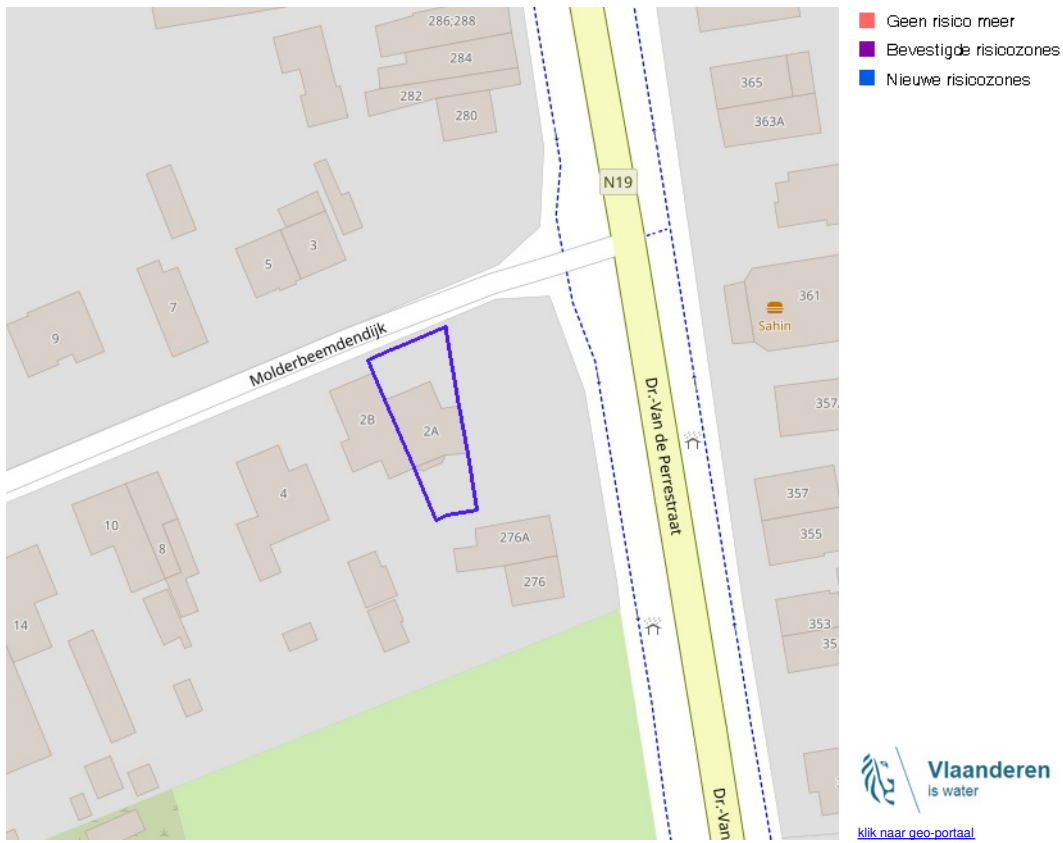 286;288
284
282
280
365
363A
N19
3
5
7
9
361
Sahin
Molderbeemdendijk
2B
2A
4
10
8
14
Dr.-Van de Perrestraat
357
355
353
276A
276
Dr.-Van
Geen risico meer
Bevestigde risicozones
Nieuwe risicozones
Vlaanderen
is water
klik naar geo-portaal